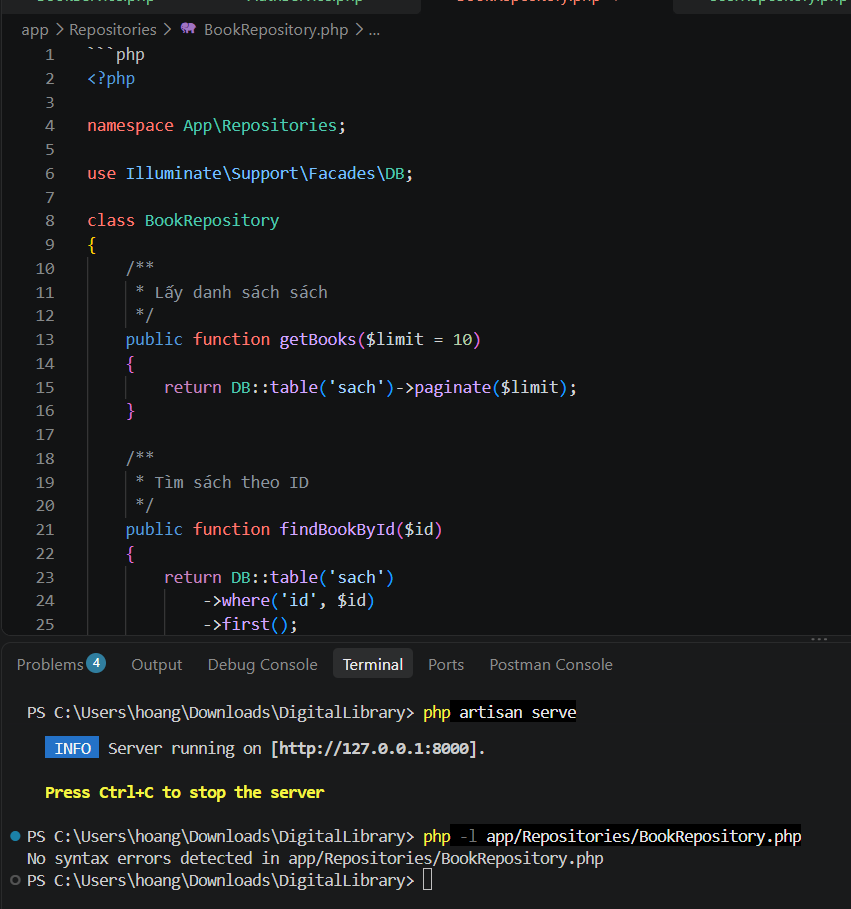 app > Repositories > BookRepository.php > ...
1 ```php
2 <?php
3
4 namespace App\Repositories;
5
6 use Illuminate\Support\Facades\DB;
7
8 class BookRepository
9 {
10 /**
11 * Lấy danh sách sách
12 */
13 public function getBooks($limit = 10)
14 {
15 return DB::table('sach')->paginate($limit);
16 }
17
18 /**
19 * Tìm sách theo ID
20 */
21 public function findBookById($id)
22 {
23 return DB::table('sach')
24 ->where('id', $id)
25 ->first();
Problems 4 Output Debug Console Terminal Ports Postman Console
PS C:\Users\hoang\Downloads\DigitalLibrary> php artisan serve
INFO Server running on [http://127.0.0.1:8000].
Press Ctrl+C to stop the server
PS C:\Users\hoang\Downloads\DigitalLibrary> php -l app/Repositories/BookRepository.php
No syntax errors detected in app/Repositories/BookRepository.php
PS C:\Users\hoang\Downloads\DigitalLibrary>